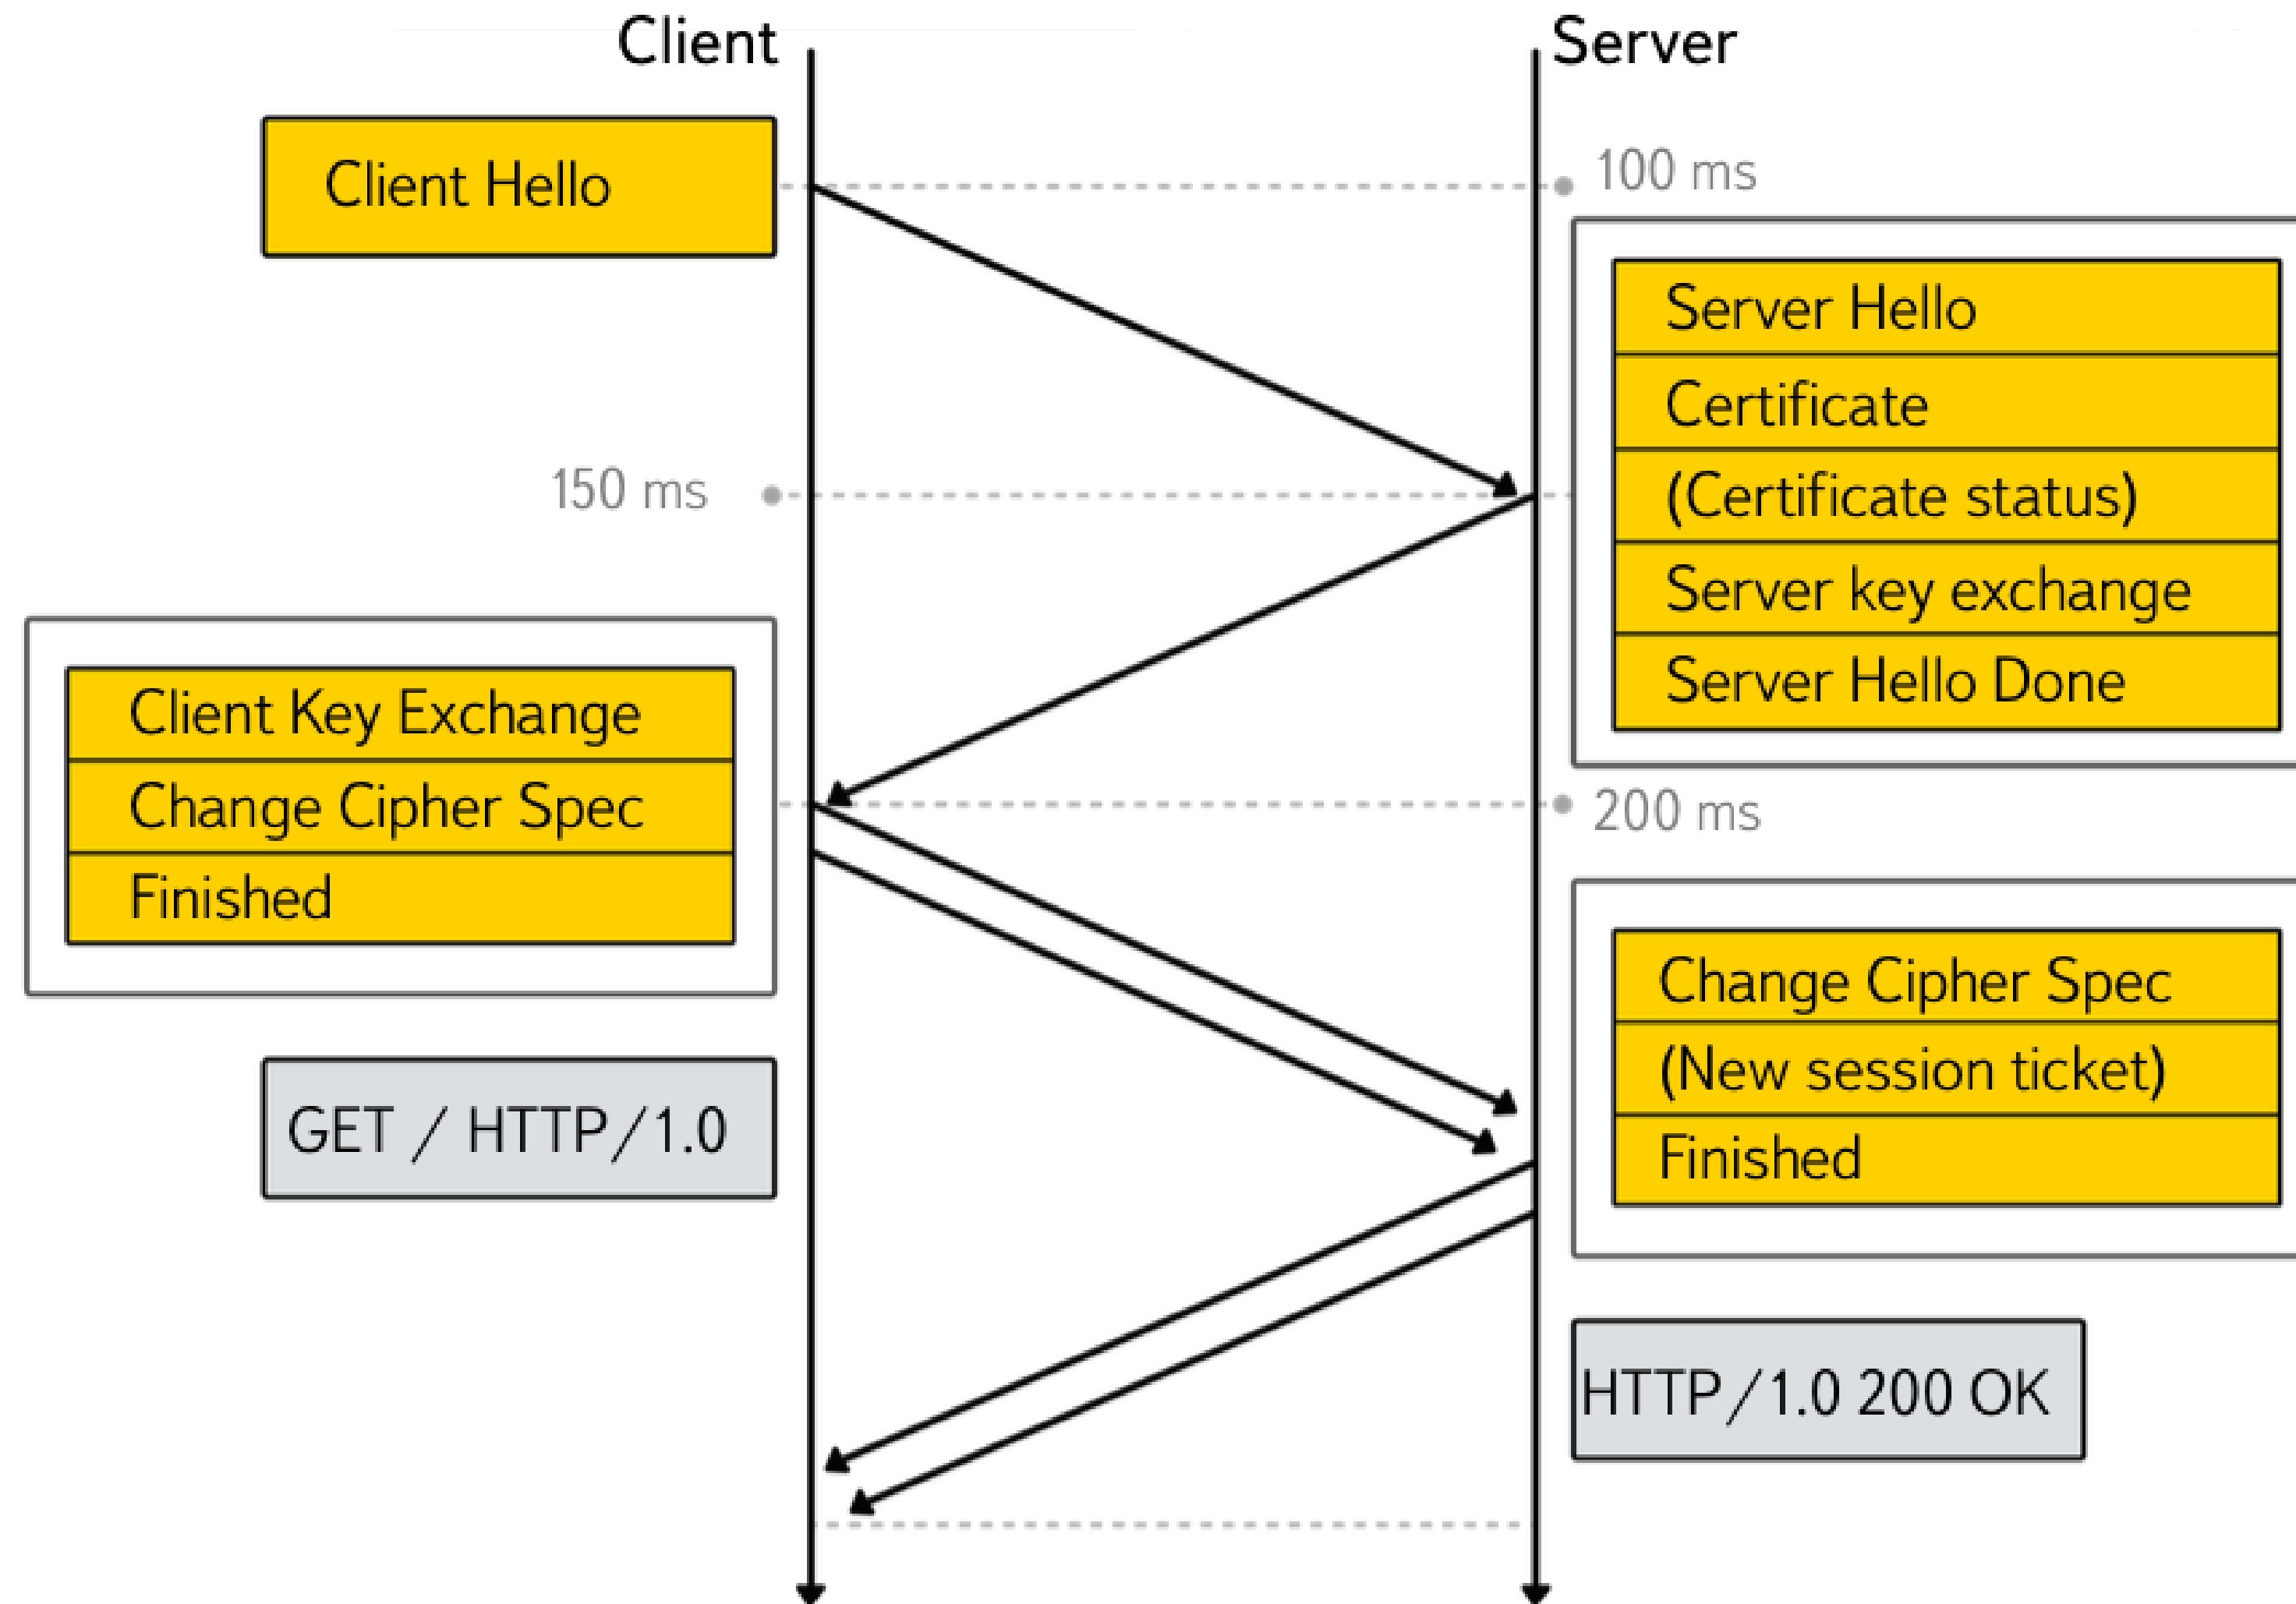 Client
Server
Client Hello
100 ms
Server Hello
Certificate
(Certificate status)
Server key exchange
Server Hello Done
150 ms
Client Key Exchange
Change Cipher Spec
Finished
200 ms
Change Cipher Spec
(New session ticket)
Finished
GET / HTTP/1.0
HTTP/1.0 200 OK